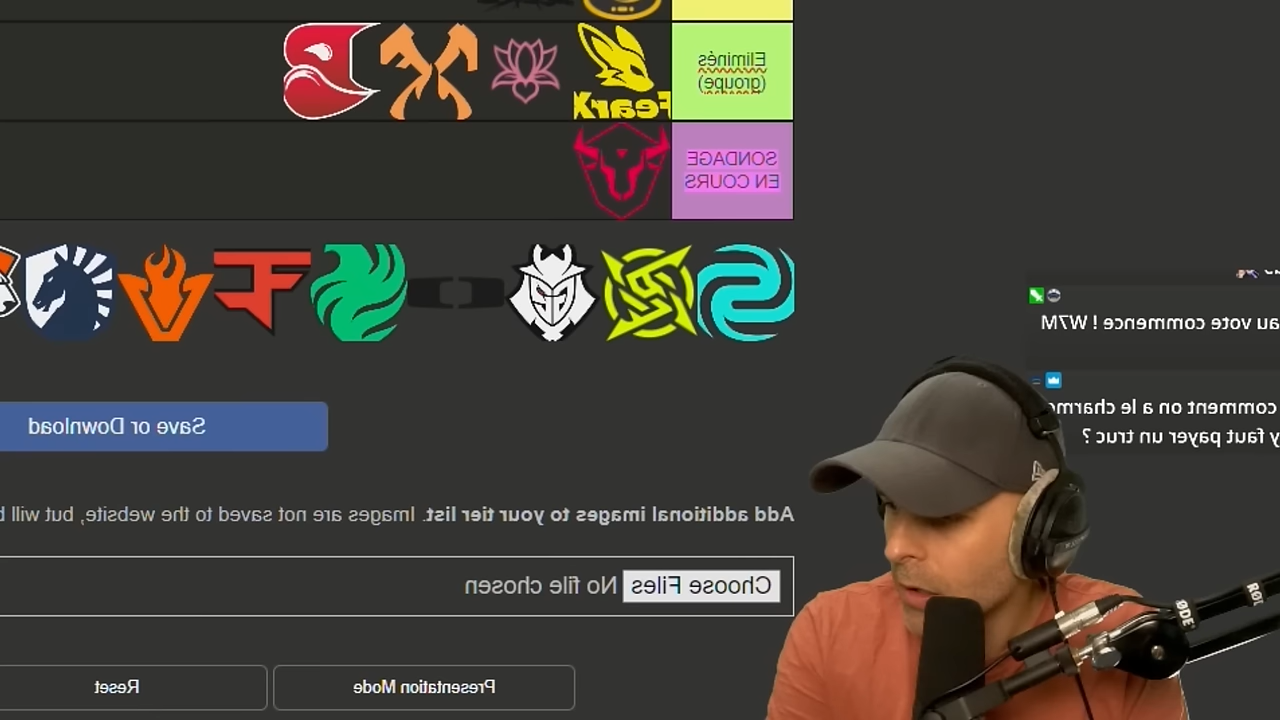 Eliminés
(groupe)
FearX
SONDAGE
EN COURS
au vote commence ! W7M
comment on a le charme
y faut payer un truc ?
Save or Download
Add additional images to your tier list. Images are not saved to the website, but will b
Choose Files No file chosen
Presentation Mode
Reset
RØDE